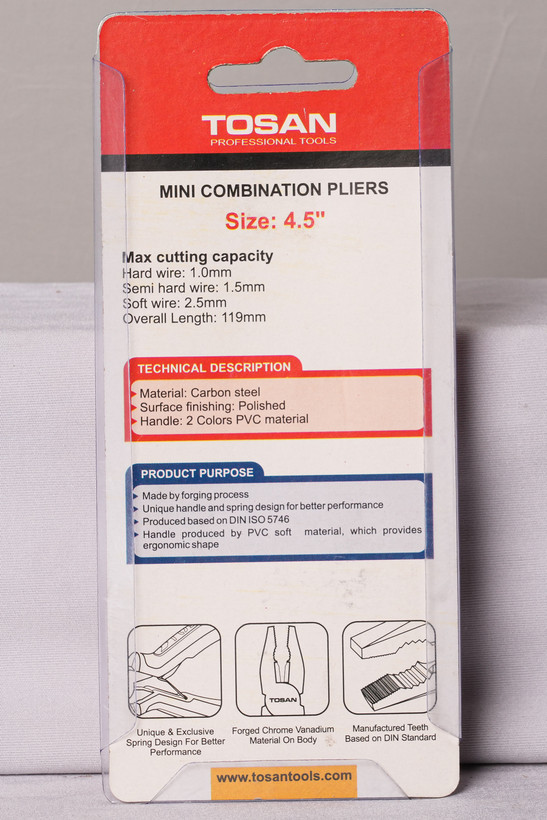 TOSAN
PROFESSIONAL TOOLS
MINI COMBINATION PLIERS
Size: 4.5"
Max cutting capacity
Hard wire: 1.0mm
Semi hard wire: 1.5mm
Soft wire: 2.5mm
Overall Length: 119mm
TECHNICAL DESCRIPTION
Material: Carbon steel
Surface finishing: Polished
Handle: 2 Colors PVC material
PRODUCT PURPOSE
Made by forging process
Unique handle and spring design for better performance
Produced based on DIN ISO 5746
Handle produced by PVC soft material, which provides
ergonomic shape
TOSAN
Unique & Exclusive
Spring Design For Better
Performance
Forged Chrome Vanadium
Material On Body
Manufactured Teeth
Based on DIN Standard
www.tosantools.com